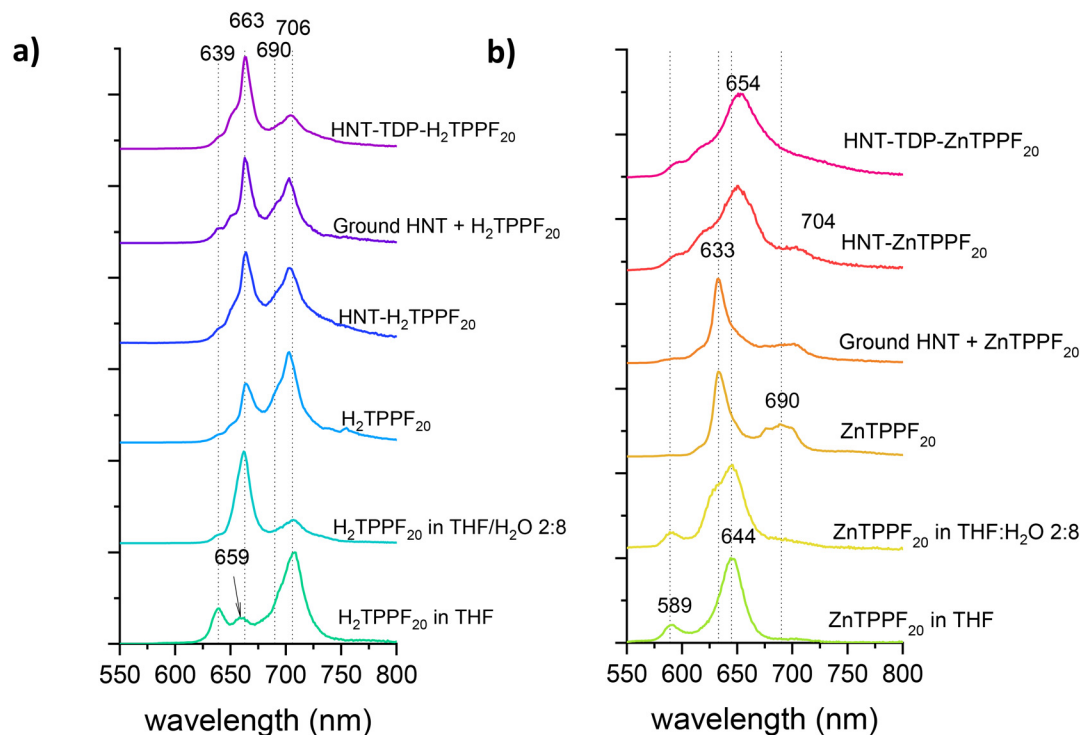 a)
639
663
690
706
HNT-TDP-H₂TPPF₂₀
Ground HNT + H₂TPPF₂₀
HNT-H₂TPPF₂₀
H₂TPPF₂₀
H₂TPPF₂₀ in THF/H₂O 2:8
659
H₂TPPF₂₀ in THF
550 600 650 700 750 800
wavelength (nm)
b)
654
HNT-TDP-ZnTPPF₂₀
704
HNT-ZnTPPF₂₀
633
Ground HNT + ZnTPPF₂₀
690
ZnTPPF₂₀
ZnTPPF₂₀ in THF:H₂O 2:8
644
589
ZnTPPF₂₀ in THF
550 600 650 700 750 800
wavelength (nm)